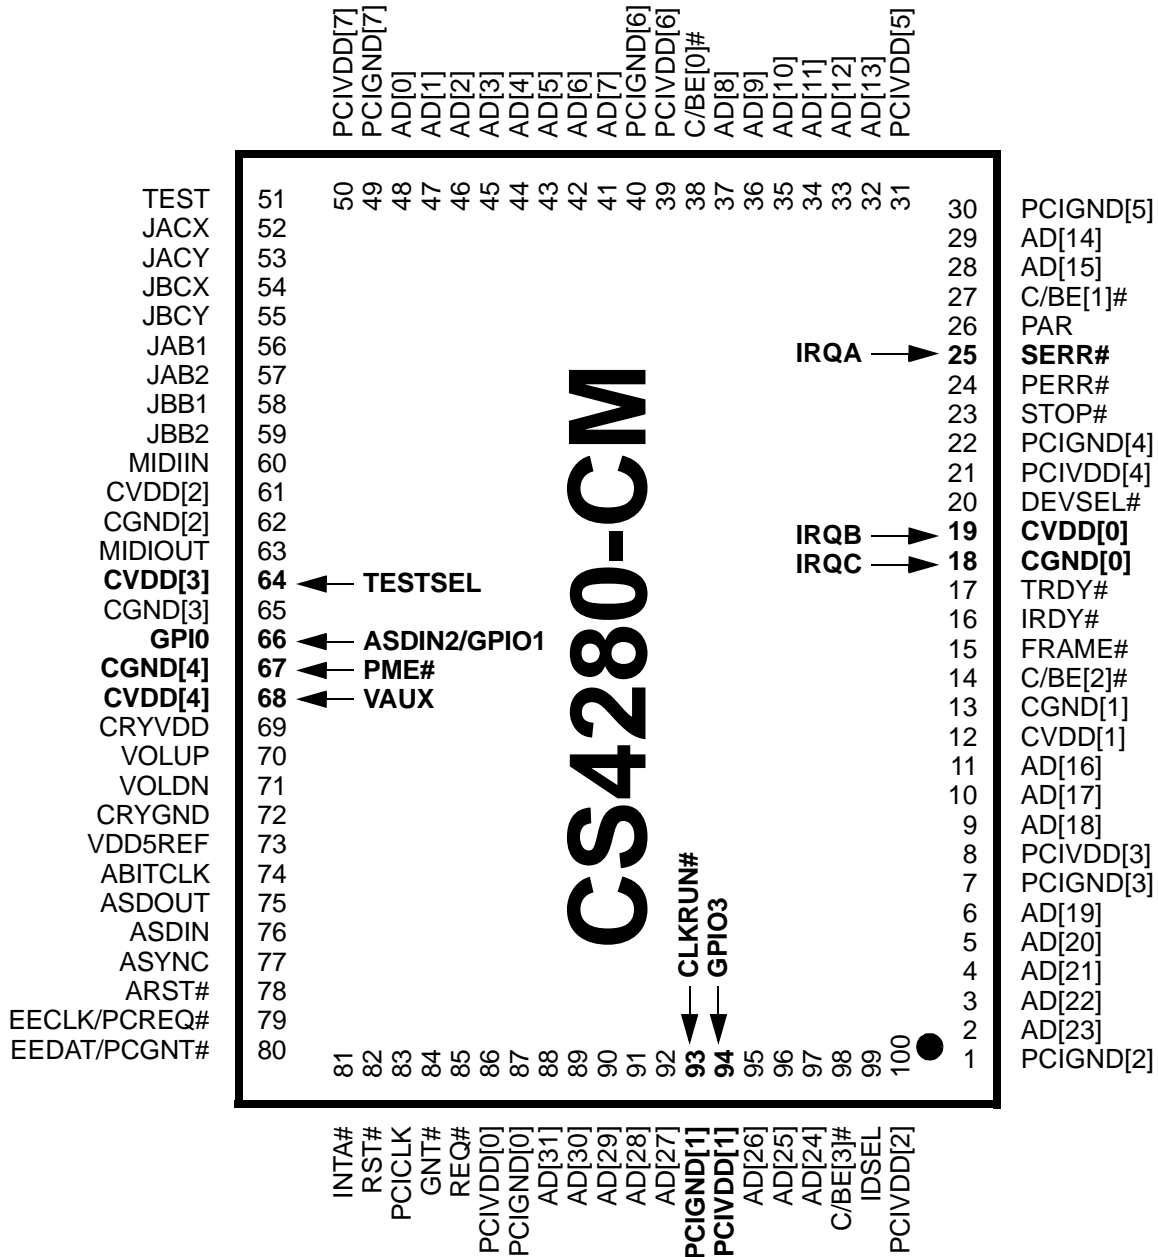 PCIVDD[7]
PCIGND[7]
AD[0]
AD[1]
AD[2]
AD[3]
AD[4]
AD[5]
AD[6]
AD[7]
PCIGND[6]
PCIVDD[6]
C/BE[0]#
AD[8]
AD[9]
AD[10]
AD[11]
AD[12]
AD[13]
PCIVDD[5]
50
49
48
47
46
45
44
43
42
41
40
39
38
37
36
35
34
33
32
31
TEST 51
JACX 52
JACY 53
JBCX 54
JBCY 55
JAB1 56
JAB2 57
JBB1 58
JBB2 59
MIDIIN 60
CVDD[2] 61
CGND[2] 62
MIDIOUT 63
CVDD[3] 64 TESTSEL
CGND[3] 65
GPI0 66 ASDIN2/GPIO1
CGND[4] 67 PME#
CVDD[4] 68 VAUX
CRYVDD 69
VOLUP 70
VOLDN 71
CRYGND 72
VDD5REF 73
ABITCLK 74
ASDOUT 75
ASDIN 76
ASYNC 77
ARST# 78
EECLK/PCREQ# 79
EEDAT/PCGNT# 80
CS4280-CM
30 PCIGND[5]
29 AD[14]
28 AD[15]
27 C/BE[1]#
26 PAR
IRQA 25 SERR#
24 PERR#
23 STOP#
22 PCIGND[4]
21 PCIVDD[4]
20 DEVSEL#
IRQB 19 CVDD[0]
IRQC 18 CGND[0]
17 TRDY#
16 IRDY#
15 FRAME#
14 C/BE[2]#
13 CGND[1]
12 CVDD[1]
11 AD[16]
10 AD[17]
9 AD[18]
8 PCIVDD[3]
7 PCIGND[3]
6 AD[19]
5 AD[20]
4 AD[21]
3 AD[22]
2 AD[23]
1 PCIGND[2]
CLKRUN#
GPIO3
81
82
83
84
85
86
87
88
89
90
91
92
93
94
95
96
97
98
99
100
INTA#
RST#
PCICLK
GNT#
REQ#
PCIVDD[0]
PCIGND[0]
AD[31]
AD[30]
AD[29]
AD[28]
AD[27]
PCIGND[1]
PCIVDD[1]
AD[26]
AD[25]
AD[24]
C/BE[3]#
IDSEL
PCIVDD[2]